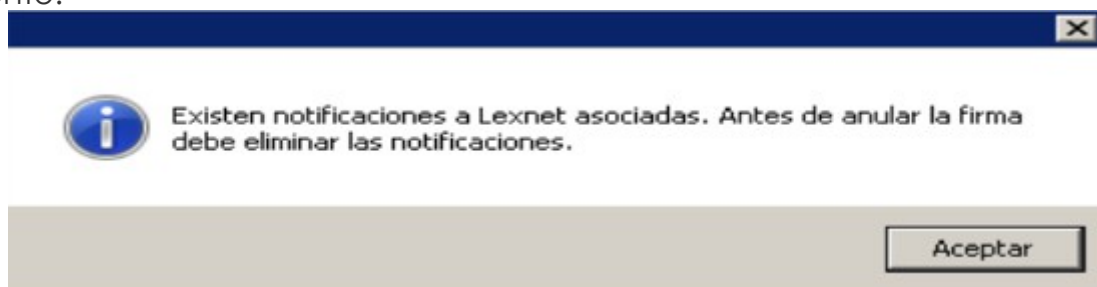 Existen notificaciones a Lexnet asociadas. Antes de anular la firma
debe eliminar las notificaciones.
Aceptar